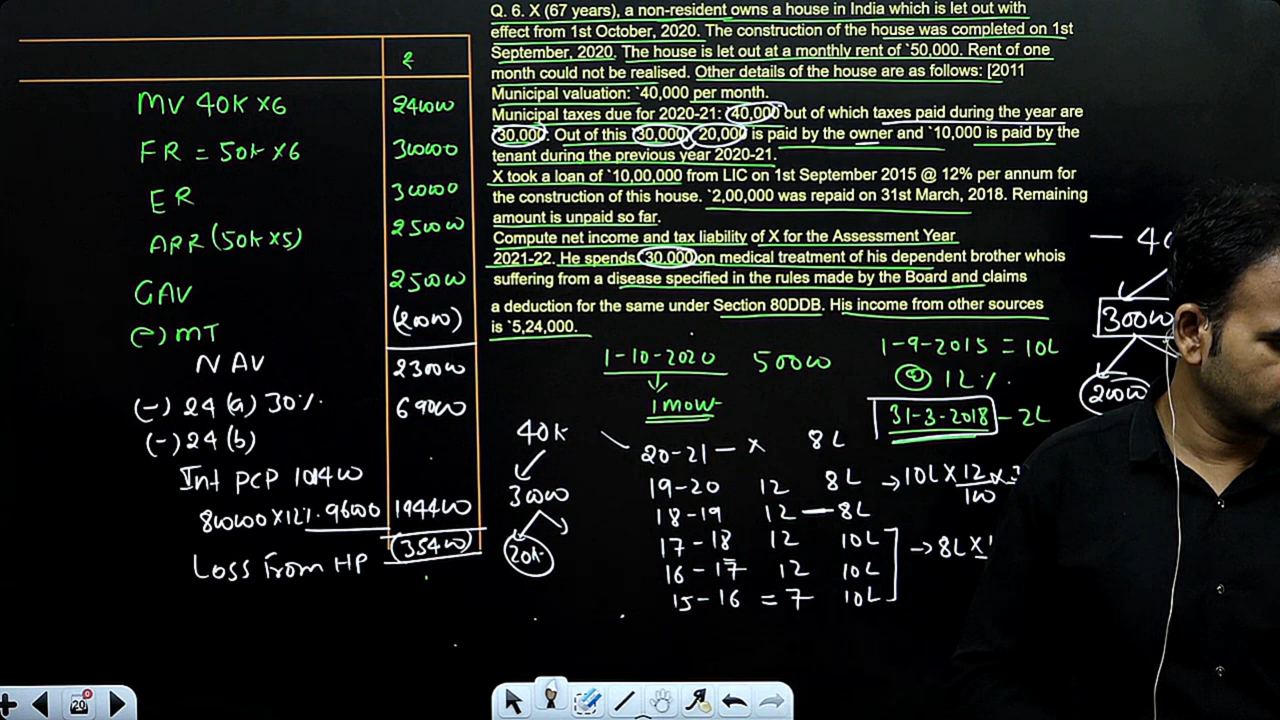 Q. 6. X (67 years), a non-resident owns a house in India which is let out with
effect from 1st October, 2020. The construction of the house was completed on 1st
September, 2020. The house is let out at a monthly rent of `50,000. Rent of one
month could not be realised. Other details of the house are as follows: [2011
Municipal valuation: `40,000 per month.
Municipal taxes due for 2020-21: `40,000 out of which taxes paid during the year are
`30,000. Out of this `30,000, `20,000 is paid by the owner and `10,000 is paid by the
tenant during the previous year 2020-21.
X took a loan of `10,00,000 from LIC on 1st September 2015 @ 12% per annum for
the construction of this house. `2,00,000 was repaid on 31st March, 2018. Remaining
amount is unpaid so far.
Compute net income and tax liability of X for the Assessment Year
2021-22. He spends `30,000 on medical treatment of his dependent brother whois
suffering from a disease specified in the rules made by the Board and claims
a deduction for the same under Section 80DDB. His income from other sources
is `5,24,000.
₹
MV 40K x6 240000
FR = 50K x6 300000
ER 300000
ARR (50K x5) 250000
GAV 250000
(-) MT (20000)
NAV 230000
(-) 24 (a) 30% 69000
(-) 24 (b)
Int PCP 101400
800000 x 12% . 96000 194400
Loss from HP (35400)
1-10-2020 50000
1 mon
1-9-2015 = 10L
@ 12%
31-3-2018 - 2L
40K
30000
20K
20-21 - x 8L
19-20 12 8L
18-19 12 - 8L
17-18 12 10L
16-17 12 10L
15-16 = 7 10L
→ 10L x 12/100 x
→ 8L x
- 40
30000
20000
20
0